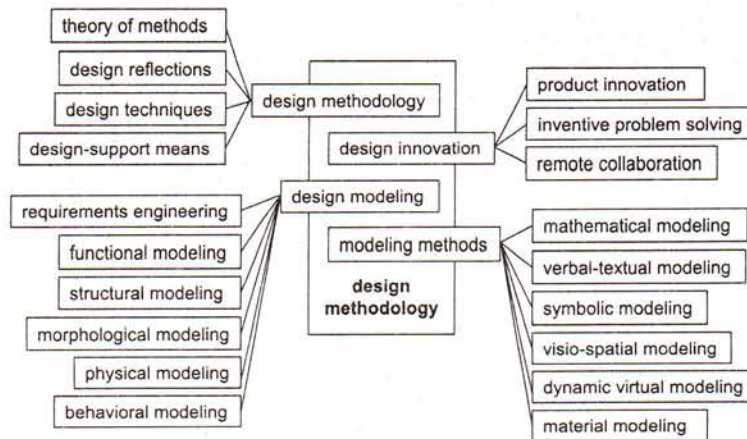 theory of methods
design reflections
design techniques
design-support means
design methodology
product innovation
inventive problem solving
remote collaboration
design innovation
requirements engineering
functional modeling
structural modeling
morphological modeling
physical modeling
behavioral modeling
design modeling
modeling methods
mathematical modeling
verbal-textual modeling
symbolic modeling
visio-spatial modeling
dynamic virtual modeling
material modeling
design
methodology